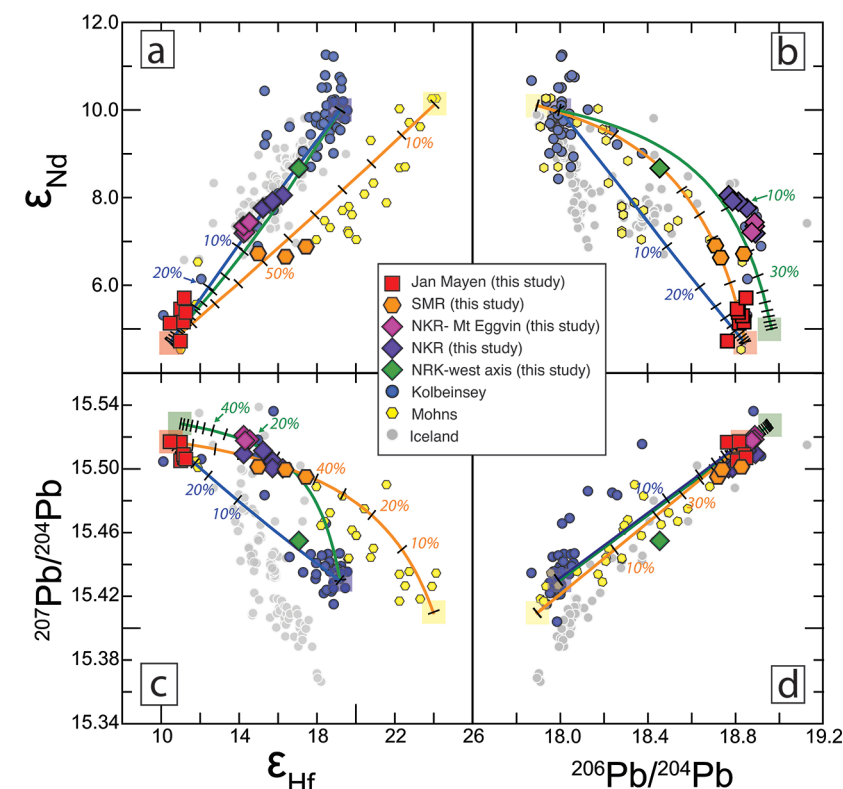 12.0
a
b
10.0
10%
εNd
8.0
10%
10%
50%
10%
20%
30%
6.0
20%
Jan Mayen (this study)
SMR (this study)
NKR- Mt Eggvin (this study)
NKR (this study)
NRK-west axis (this study)
Kolbeinsey
Mohns
Iceland
15.54
40%
20%
40%
15.50
20%
10%
20%
10%
30%
15.46
10%
10%
207Pb/204Pb
15.42
15.38
c
d
15.34
10
14
18
22
26
18.0
18.4
18.8
19.2
εHf
206Pb/204Pb